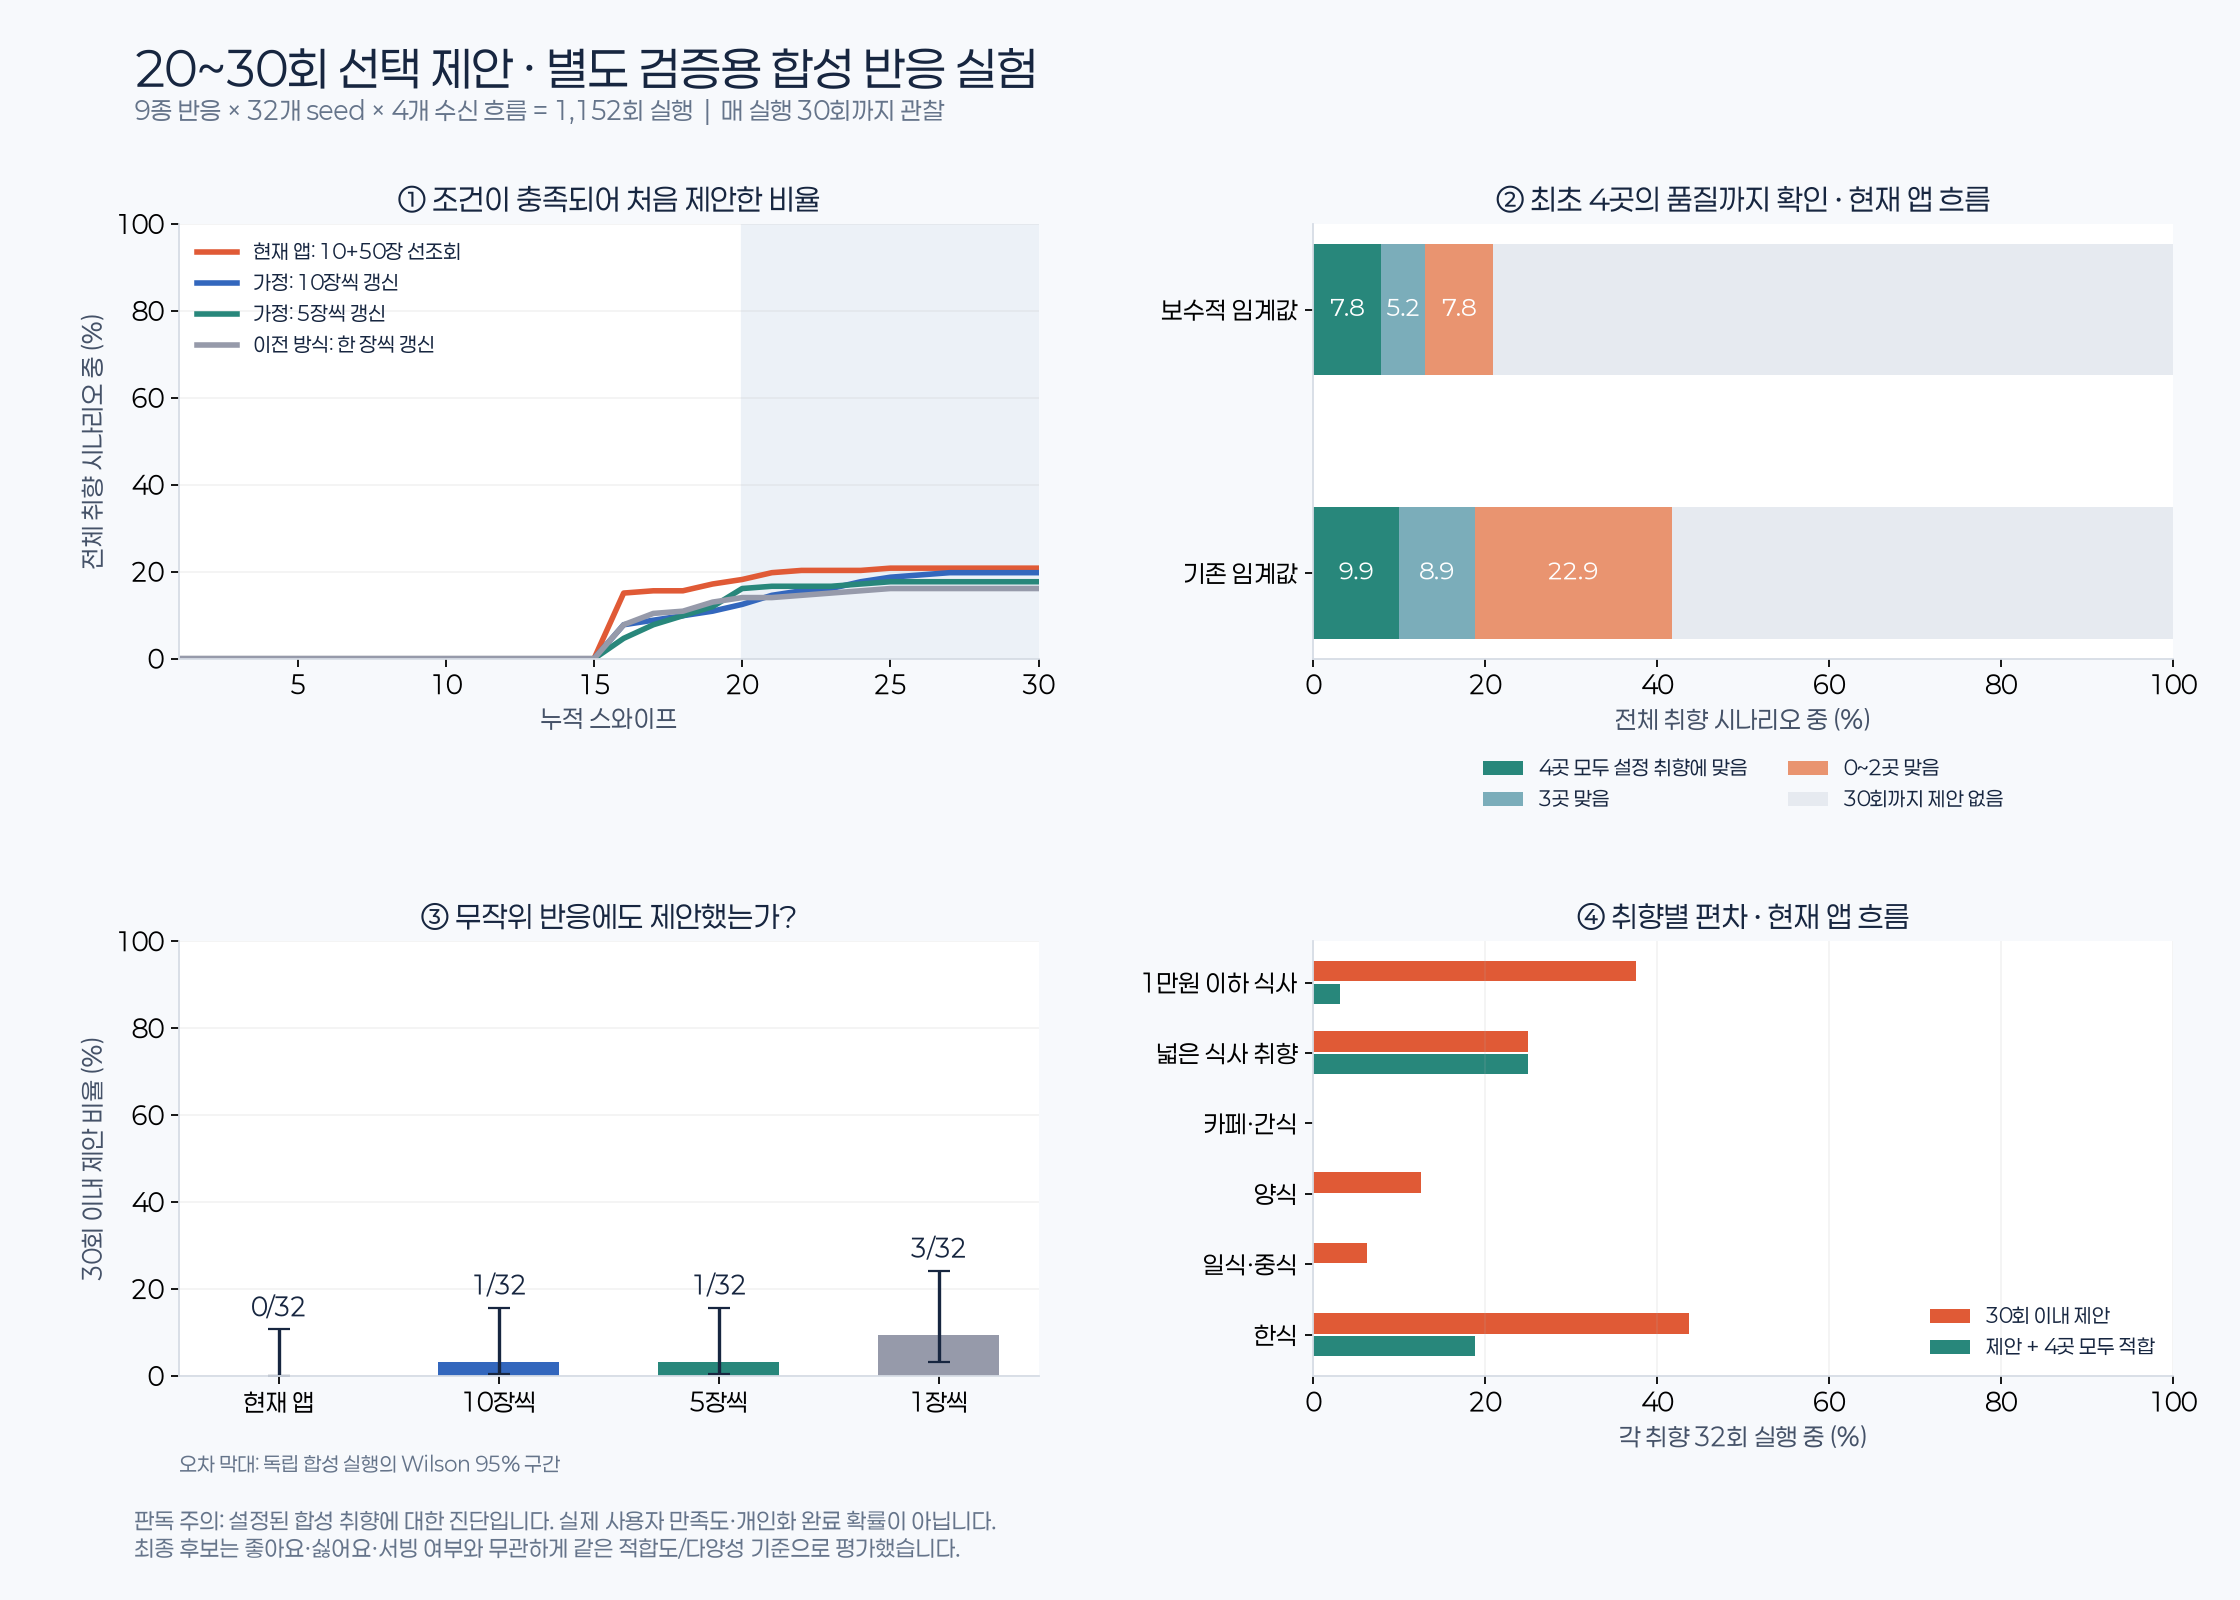 20~30회 선택 제안 · 별도 검증용 합성 반응 실험
9종 반응 × 32개 seed × 4개 수신 흐름 = 1,152회 실행 | 매 실행 30회까지 관찰
① 조건이 충족되어 처음 제안한 비율
전체 취향 시나리오 중 (%)
100
80
60
40
20
0
현재 앱: 10+50장 선조회
가정: 10장씩 갱신
가정: 5장씩 갱신
이전 방식: 한 장씩 갱신
5 10 15 20 25 30
누적 스와이프
② 최초 4곳의 품질까지 확인 · 현재 앱 흐름
보수적 임계값
7.8 5.2 7.8
기존 임계값
9.9 8.9 22.9
0 20 40 60 80 100
전체 취향 시나리오 중 (%)
4곳 모두 설정 취향에 맞음
3곳 맞음
0~2곳 맞음
30회까지 제안 없음
③ 무작위 반응에도 제안했는가?
30회 이내 제안 비율 (%)
100
80
60
40
20
0
0/32
1/32
1/32
3/32
현재 앱 10장씩 5장씩 1장씩
오차 막대: 독립 합성 실행의 Wilson 95% 구간
④ 취향별 편차 · 현재 앱 흐름
1만원 이하 식사
넓은 식사 취향
카페·간식
양식
일식·중식
한식
30회 이내 제안
제안 + 4곳 모두 적합
0 20 40 60 80 100
각 취향 32회 실행 중 (%)
판독 주의: 설정된 합성 취향에 대한 진단입니다. 실제 사용자 만족도·개인화 완료 확률이 아닙니다.
최종 후보는 좋아요·싫어요·서빙 여부와 무관하게 같은 적합도/다양성 기준으로 평가했습니다.